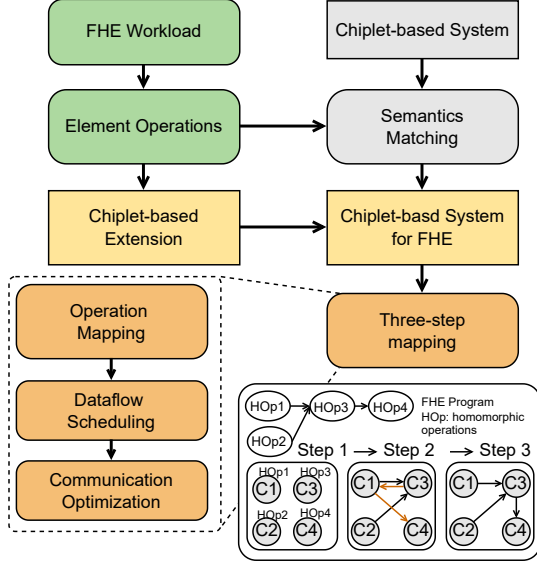 FHE Workload
Chiplet-based System
Element Operations
Semantics
Matching
Chiplet-based
Extension
Chiplet-basd System
for FHE
Operation
Mapping
Three-step
mapping
Dataflow
Scheduling
Communication
Optimization
HOp1
HOp3
HOp4
HOp2
FHE Program
HOp: homomorphic
operations
Step 1
Step 2
Step 3
HOp1
HOp3
C1
C3
HOp2
HOp4
C2
C4
C1
C3
C2
C4
C1
C3
C2
C4